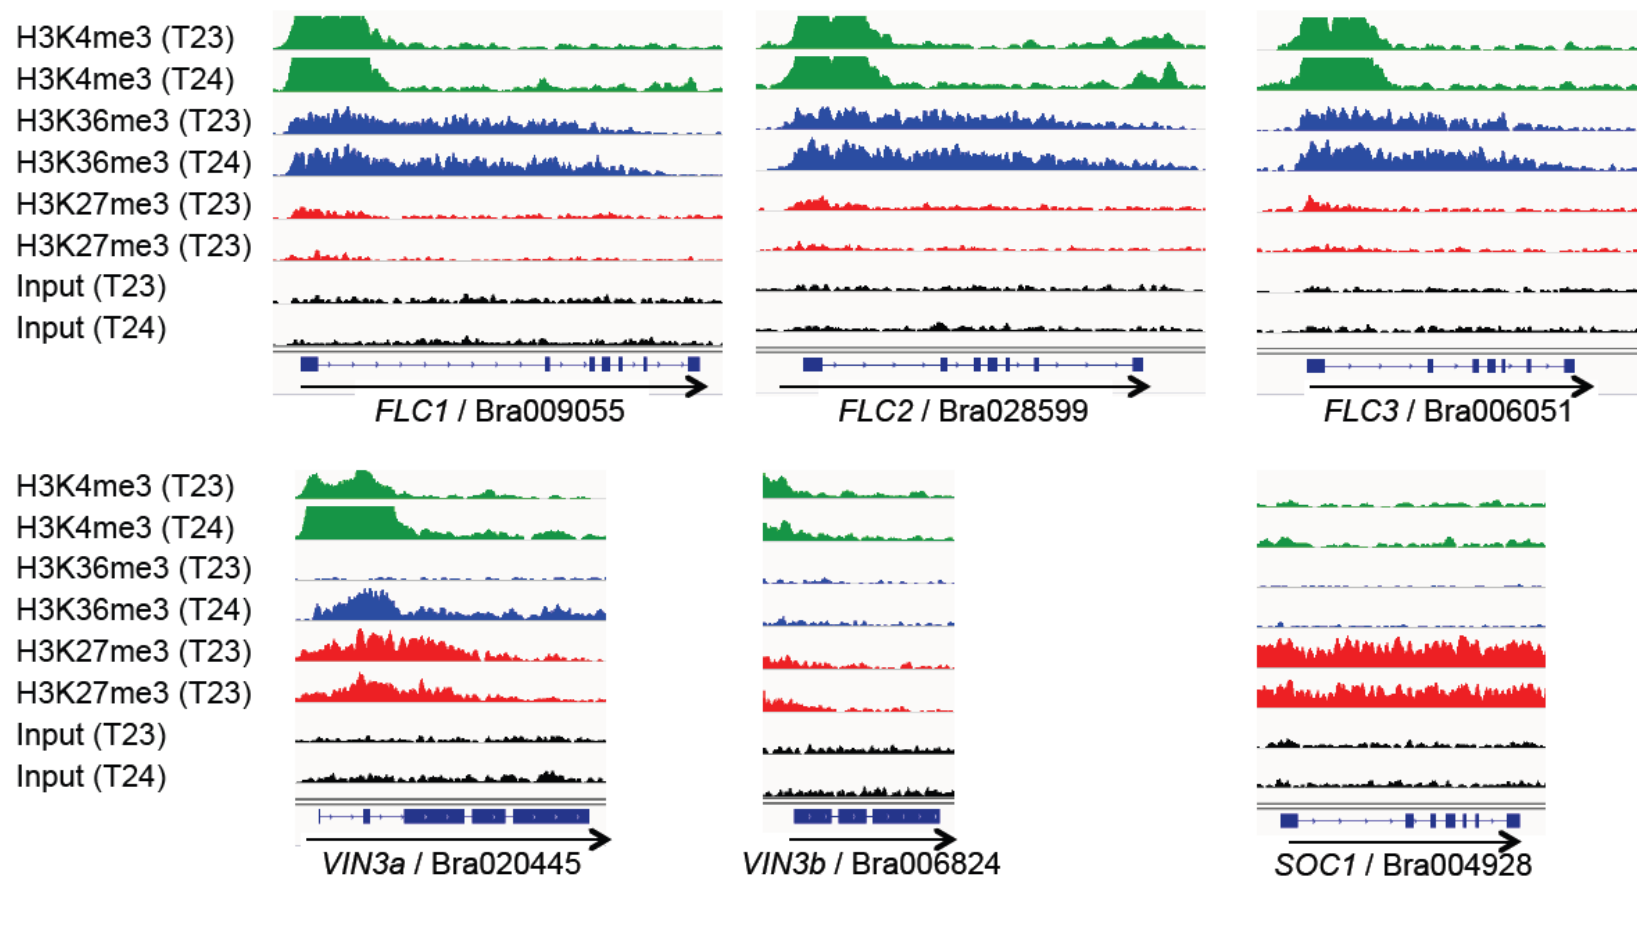 H3K4me3 (T23)
H3K4me3 (T24)
H3K36me3 (T23)
H3K36me3 (T24)
H3K27me3 (T23)
H3K27me3 (T23)
Input (T23)
Input (T24)
FLC1 / Bra009055
FLC2 / Bra028599
FLC3 / Bra006051
H3K4me3 (T23)
H3K4me3 (T24)
H3K36me3 (T23)
H3K36me3 (T24)
H3K27me3 (T23)
H3K27me3 (T23)
Input (T23)
Input (T24)
VIN3a / Bra020445
VIN3b / Bra006824
SOC1 / Bra004928